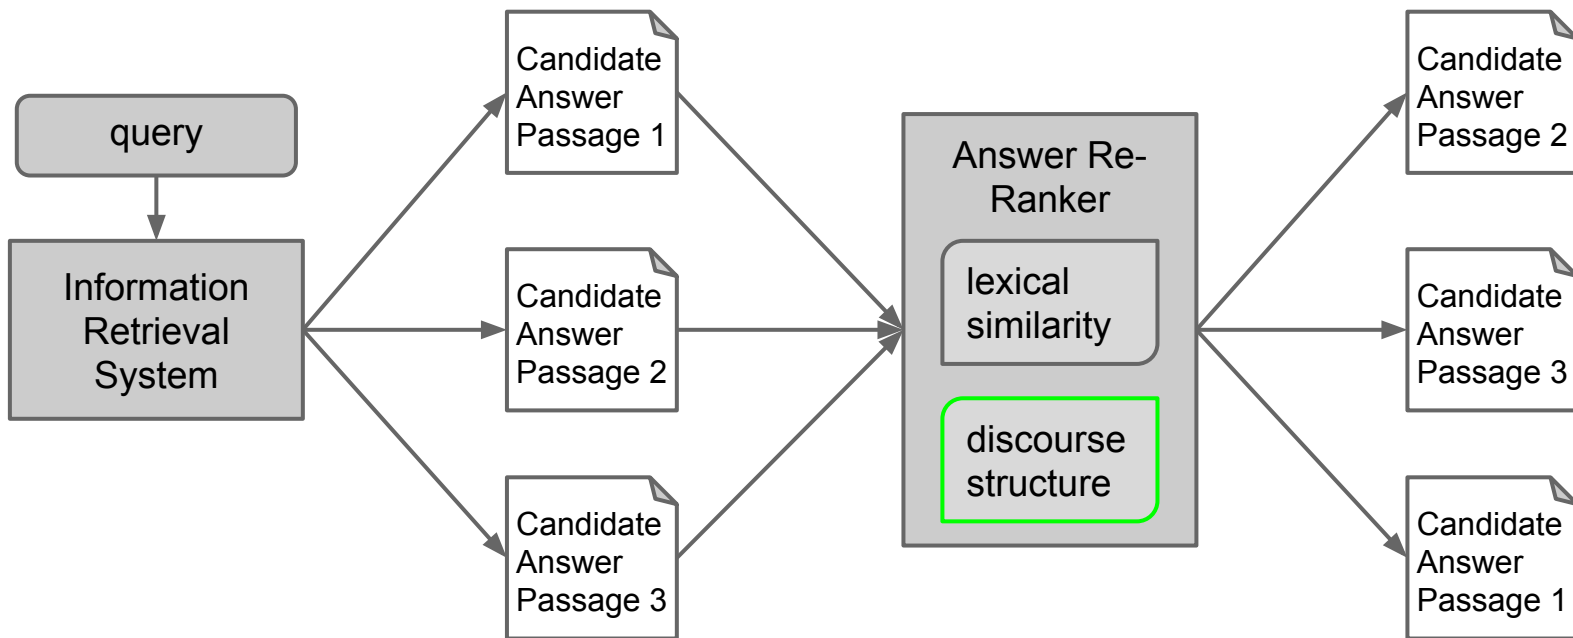 query
Information
Retrieval
System
Candidate
Answer
Passage 1
Candidate
Answer
Passage 2
Candidate
Answer
Passage 3
Answer Re-
Ranker
lexical
similarity
discourse
structure
Candidate
Answer
Passage 2
Candidate
Answer
Passage 3
Candidate
Answer
Passage 1